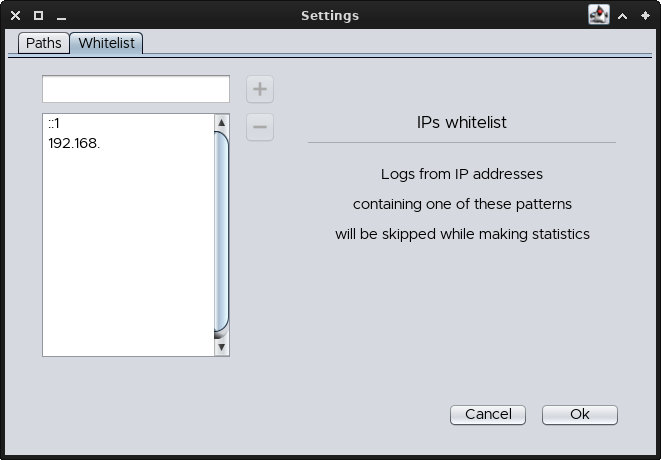 Settings
Paths
Whitelist
::1
192.168.
IPs whitelist
Logs from IP addresses
containing one of these patterns
will be skipped while making statistics
Cancel
Ok